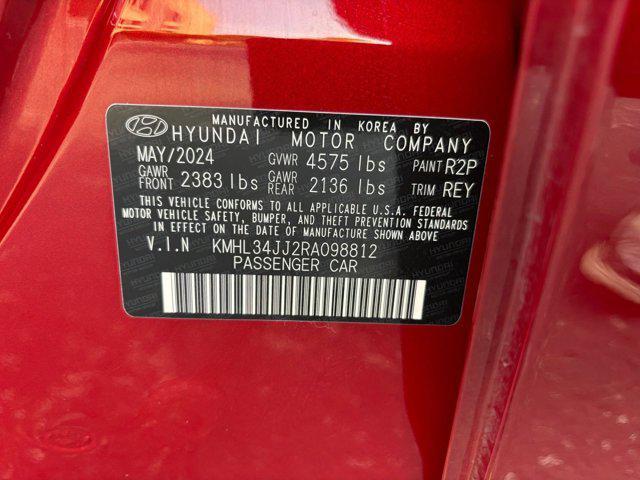 MANUFACTURED IN KOREA BY
HYUNDAI MOTOR COMPANY
MAY/2024 GVWR 4575 lbs PAINT R2P
GAWR FRONT 2383 lbs GAWR REAR 2136 lbs TRIM REY
THIS VEHICLE CONFORMS TO ALL APPLICABLE U.S.A. FEDERAL
MOTOR VEHICLE SAFETY, BUMPER, AND THEFT PREVENTION STANDARDS
IN EFFECT ON THE DATE OF MANUFACTURE SHOWN ABOVE
V.I.N KMHL34JJ2RA098812
PASSENGER CAR